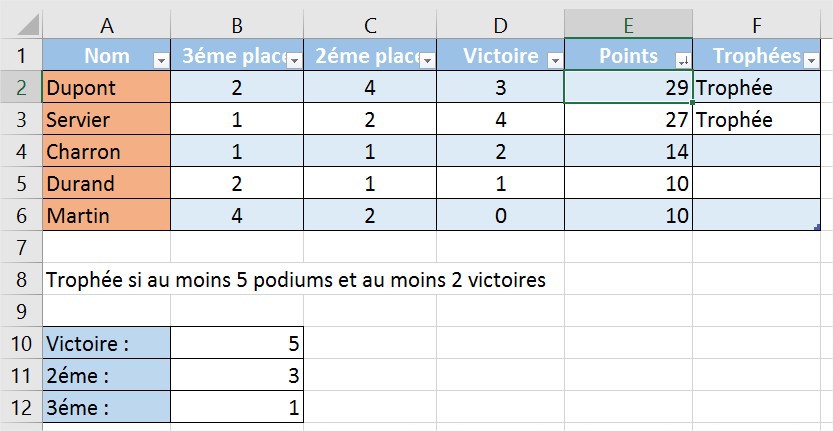 A B C D E F
1 Nom 3éme place 2éme place Victoire Points Trophées
2 Dupont 2 4 3 29 Trophée
3 Servier 1 2 4 27 Trophée
4 Charron 1 1 2 14
5 Durand 2 1 1 10
6 Martin 4 2 0 10
7
8 Trophée si au moins 5 podiums et au moins 2 victoires
9
10 Victoire : 5
11 2éme : 3
12 3éme : 1